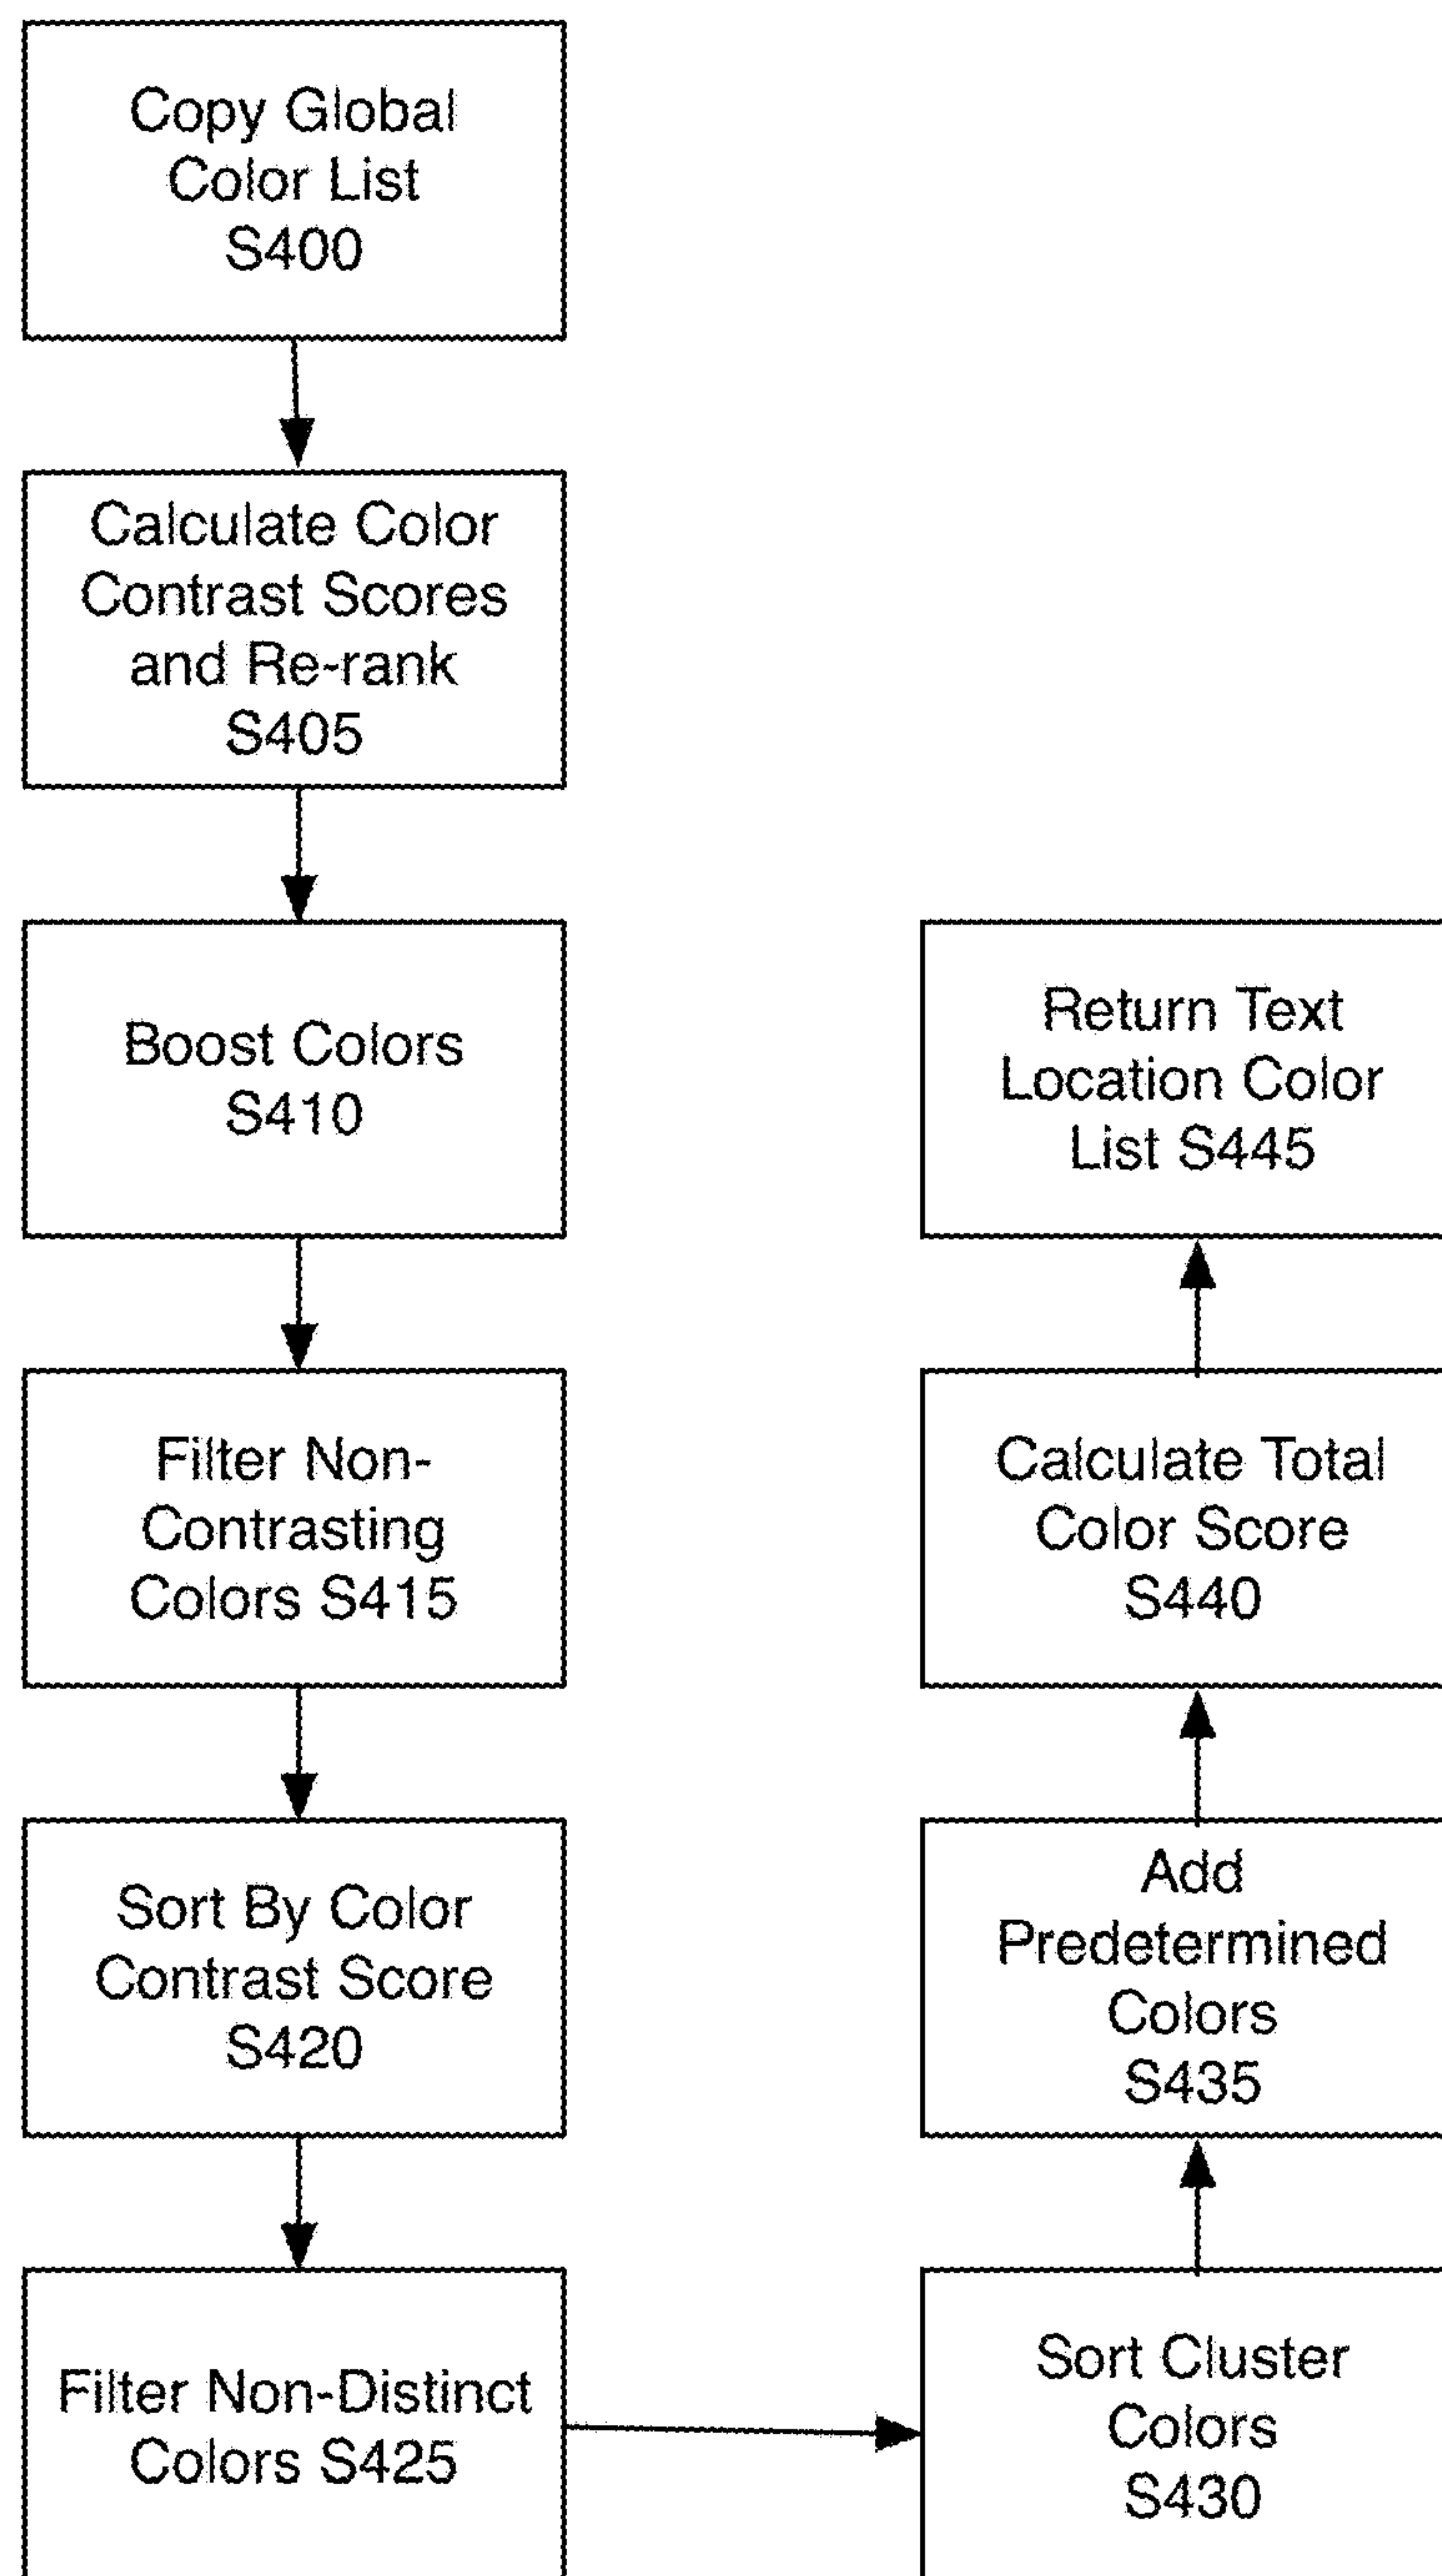 Copy Global
Color List
S400
Calculate Color
Contrast Scores
and Re-rank
S405
Boost Colors
S410
Filter Non-
Contrasting
Colors S415
Sort By Color
Contrast Score
S420
Filter Non-Distinct
Colors S425
Sort Cluster
Colors
S430
Add
Predetermined
Colors
S435
Calculate Total
Color Score
S440
Return Text
Location Color
List S445